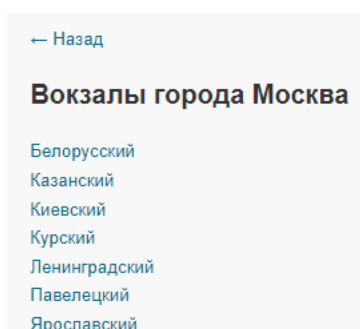 ← Назад
Вокзалы города Москва
Белорусский
Казанский
Киевский
Курский
Ленинградский
Павелецкий
Ярославский